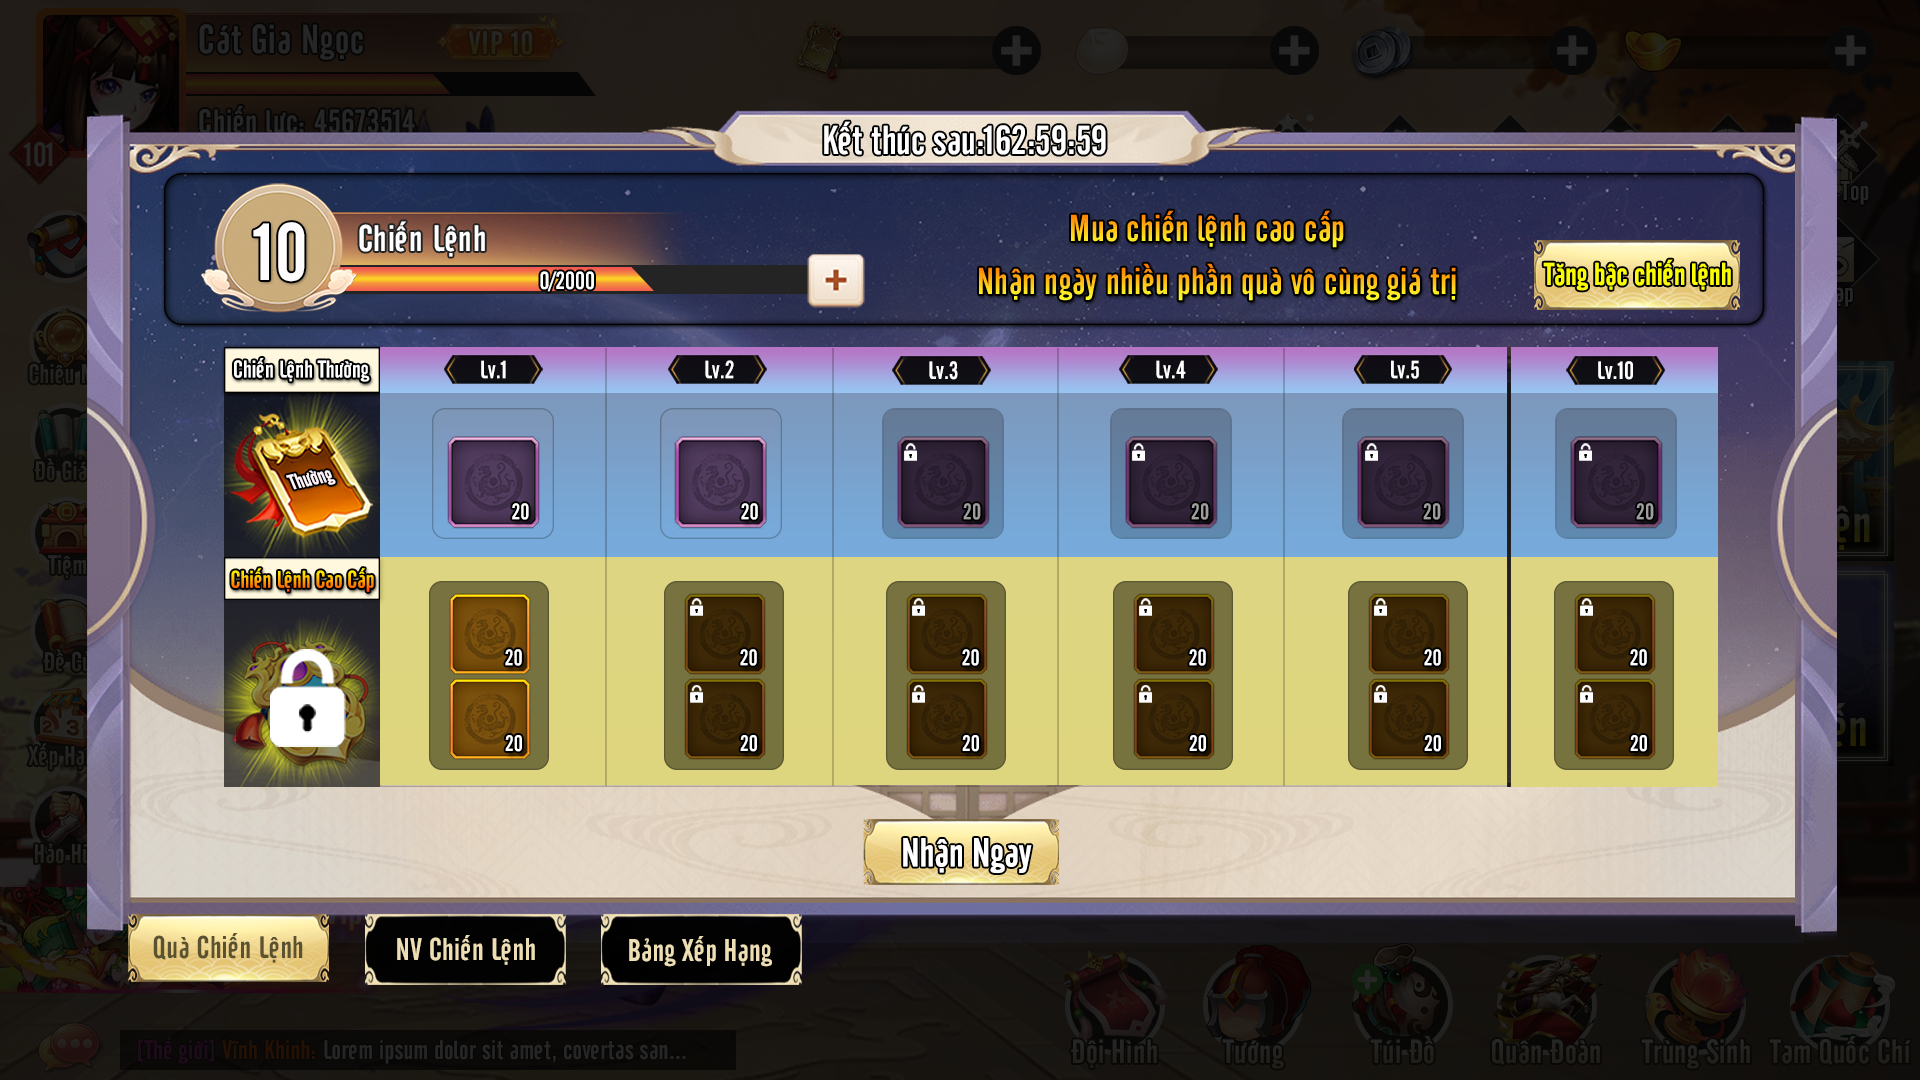 Cát Gia Ngọc
VIP 10
Chiến Lực: 45673514
101
Kết thúc sau:162:59:59
Top
10
Chiến Lệnh
0/2000
Mua chiến lệnh cao cấp
Nhận ngày nhiều phần quà vô cùng giá trị
Tăng bậc chiến lệnh
Chiến Lệnh Thường
Lv.1
Lv.2
Lv.3
Lv.4
Lv.5
Lv.10
Thường
20
20
20
20
20
20
Chiến Lệnh Cao Cấp
20
20
20
20
20
20
20
20
20
20
20
20
Nhận Ngay
Quà Chiến Lệnh
NV Chiến Lệnh
Bảng Xếp Hạng
Đồ
Tiệm
Xếp
[Thế giới] Vĩnh Khinh: Lorem ipsum dolor sit amet, covertas san...
Đội Hình
Tướng
Túi Đồ
Quân Đoàn
Trùng Sinh
Tam Quốc Chí